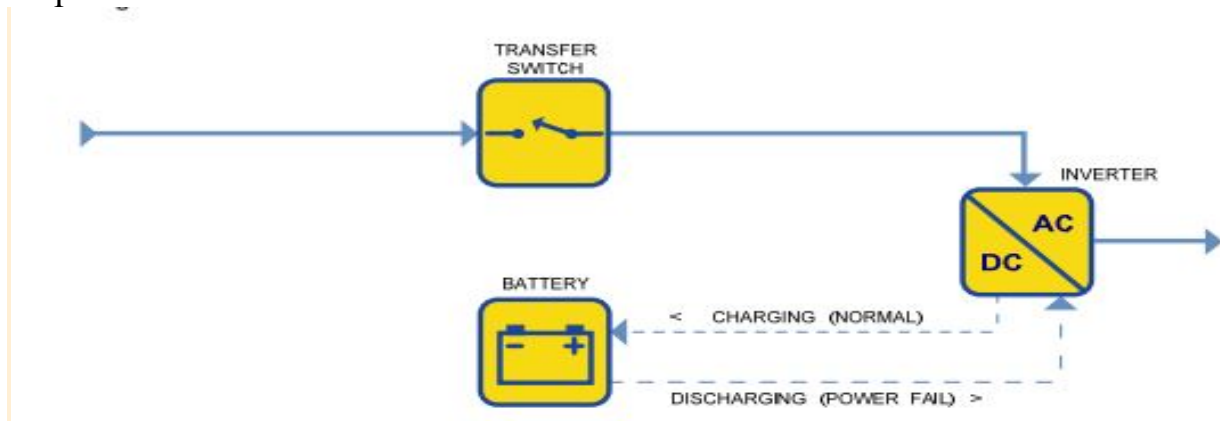 TRANSFER
SWITCH
INVERTER
AC
DC
BATTERY
- +
< CHARGING (NORMAL)
DISCHARGING (POWER FAIL) >